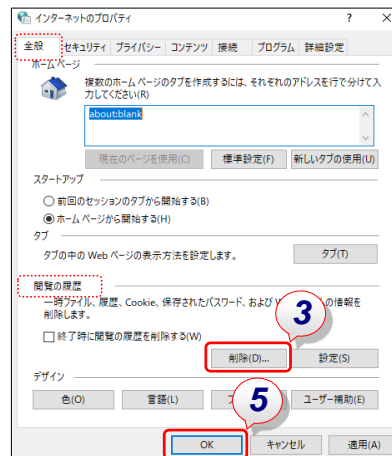 インターネットのプロパティ ? ×
全般 セキュリティ プライバシー コンテンツ 接続 プログラム 詳細設定
ホーム ページ
複数のホーム ページのタブを作成するには、それぞれのアドレスを行で分けて入
力してください(R)
about:blank
現在のページを使用(C) 標準設定(F) 新しいタブの使用(U)
スタートアップ
前回のセッションのタブから開始する(B)
ホーム ページから開始する(H)
タブ
タブの中の Web ページの表示方法を設定します。 タブ(T)
閲覧の履歴
一時ファイル、履歴、Cookie、保存されたパスワード、および の情報を
削除します。
3
終了時に閲覧の履歴を削除する(W)
削除(D)... 設定(S)
デザイン
色(O) 言語(L) ユーザー補助(E)
5
OK キャンセル 適用(A)